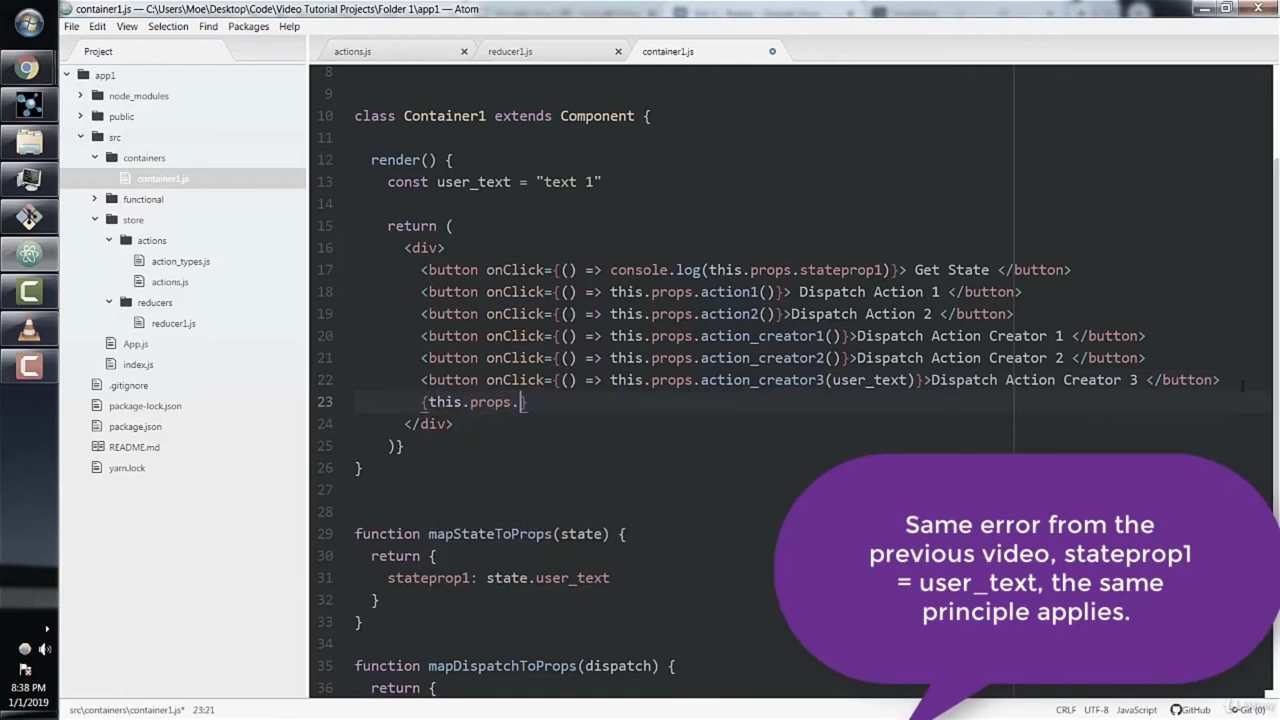 container1.js — C:\Users\Moe\Desktop\Code\Video Tutorial Projects\Folder 1\app1 — Atom
File Edit View Selection Find Packages Help
Project
actions.js
reducer1.js
container1.js
app1
node_modules
public
src
containers
container1.js
functional
store
actions
action_types.js
actions.js
reducers
reducer1.js
App.js
index.js
.gitignore
package-lock.json
package.json
README.md
yarn.lock
8
9
10 class Container1 extends Component {
11
12 render() {
13 const user_text = "text 1"
14
15 return (
16 <div>
17 <button onClick={() => console.log(this.props.stateprop1)}> Get State </button>
18 <button onClick={() => this.props.action1()}> Dispatch Action 1 </button>
19 <button onClick={() => this.props.action2()}>Dispatch Action 2 </button>
20 <button onClick={() => this.props.action_creator1()}>Dispatch Action Creator 1 </button>
21 <button onClick={() => this.props.action_creator2()}>Dispatch Action Creator 2 </button>
22 <button onClick={() => this.props.action_creator3(user_text)}>Dispatch Action Creator 3 </button>
23 {this.props.}
24 </div>
25 )}
26 }
27
28
29 function mapStateToProps(state) {
30 return {
31 stateprop1: state.user_text
32 }
33 }
34
35 function mapDispatchToProps(dispatch) {
36 return {
Same error from the
previous video, stateprop1
= user_text, the same
principle applies.
8:38 PM
1/1/2019
src\containers\container1.js* 23:21
CRLF UTF-8 JavaScript GitHub Git (0)